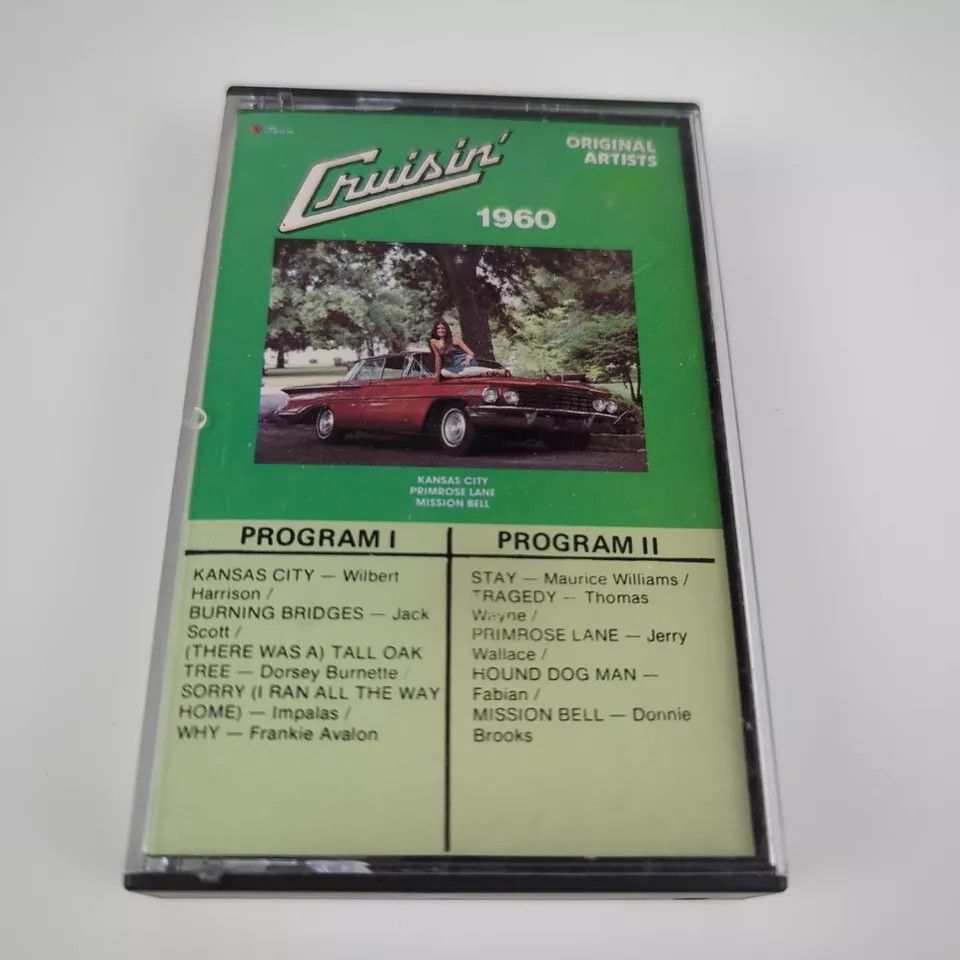 Cruisin'
ORIGINAL
ARTISTS
1960
KANSAS CITY
PRIMROSE LANE
MISSION BELL
PROGRAM I
KANSAS CITY — Wilbert
Harrison /
BURNING BRIDGES — Jack
Scott /
(THERE WAS A) TALL OAK
TREE — Dorsey Burnette /
SORRY (I RAN ALL THE WAY
HOME) — Impalas /
WHY — Frankie Avalon
PROGRAM II
STAY — Maurice Williams /
TRAGEDY — Thomas
Wayne /
PRIMROSE LANE — Jerry
Wallace /
HOUND DOG MAN —
Fabian /
MISSION BELL — Donnie
Brooks